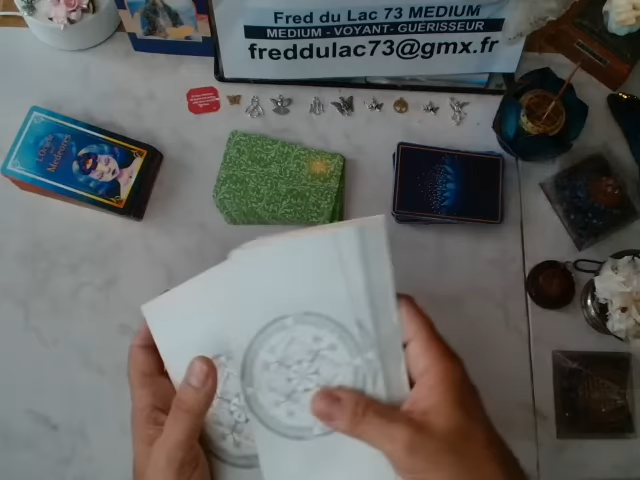 Fred du Lac 73 MEDIUM
MEDIUM - VOYANT- GUERISSEUR
freddulac73@gmx.fr